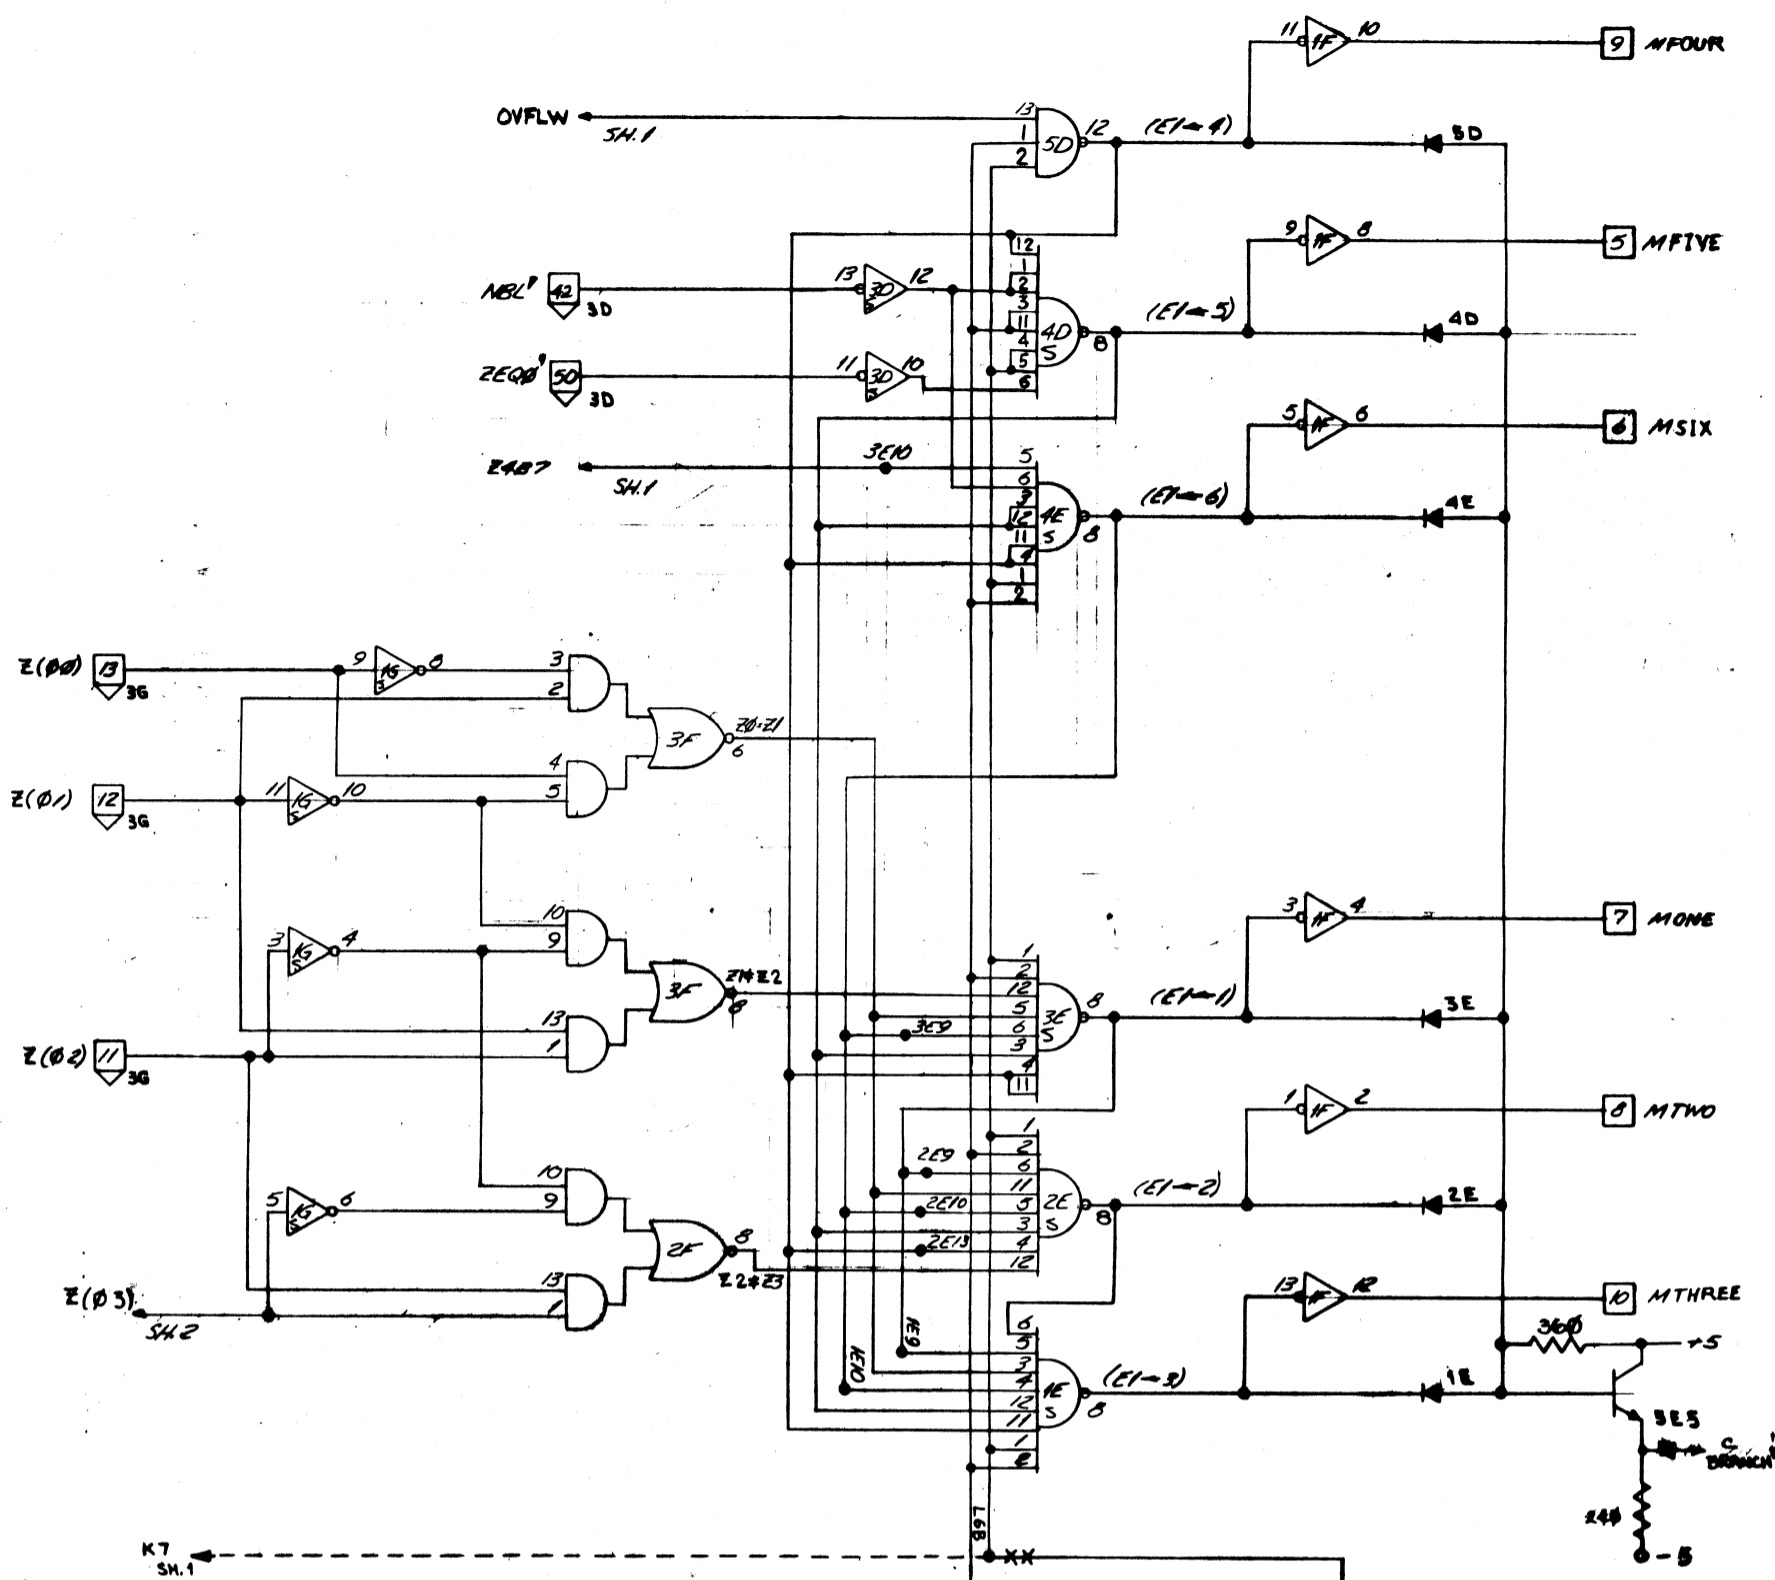 11 1F 10 9 MFOUR
OVFLW SH.1 13 1 2 5D 12 (E1←4) 5D
9 1F 8 5 MFIVE
NBL' 42 3D 13 3D S 12
12 1 2 3 11 4 5 6 4D S 8 (E1←5) 4D
ZEQ0' 50 3D 11 3D S 10
5 1F 6 6 MSIX
Z4B7 SH.1 3E10
5 6 3 12 11 4 1 2 4E S 8 (E1←6) 4E
Z(00) 13 3G 9 1G S 8 3 2
3F Z0=Z1 6
Z(01) 12 3G 11 1G S 10 4 5
3 1F 4 7 MONE
3 1G S 4 10 9
3F Z1≠Z2 8
1 2 12 5 6 3 4 11 3E S 8 (E1←1) 3E
3E9
Z(02) 11 3G 13 1
1 1F 2 8 MTWO
2E9 2E10 2E13
1 2 6 11 5 3 4 12 2E S 8 (E1←2) 2E
5 1G S 6 10 9
2F 8 Z2≠Z3
Z(03) SH.2 13 1
13 1F 12 10 MTHREE
1E9 1E10
6 5 3 4 12 11 1 2 1E S 8 (E1←3) 1E
360 +5
5E5
C BRANCH'
240
-5
L6B
K7 SH.1 XX